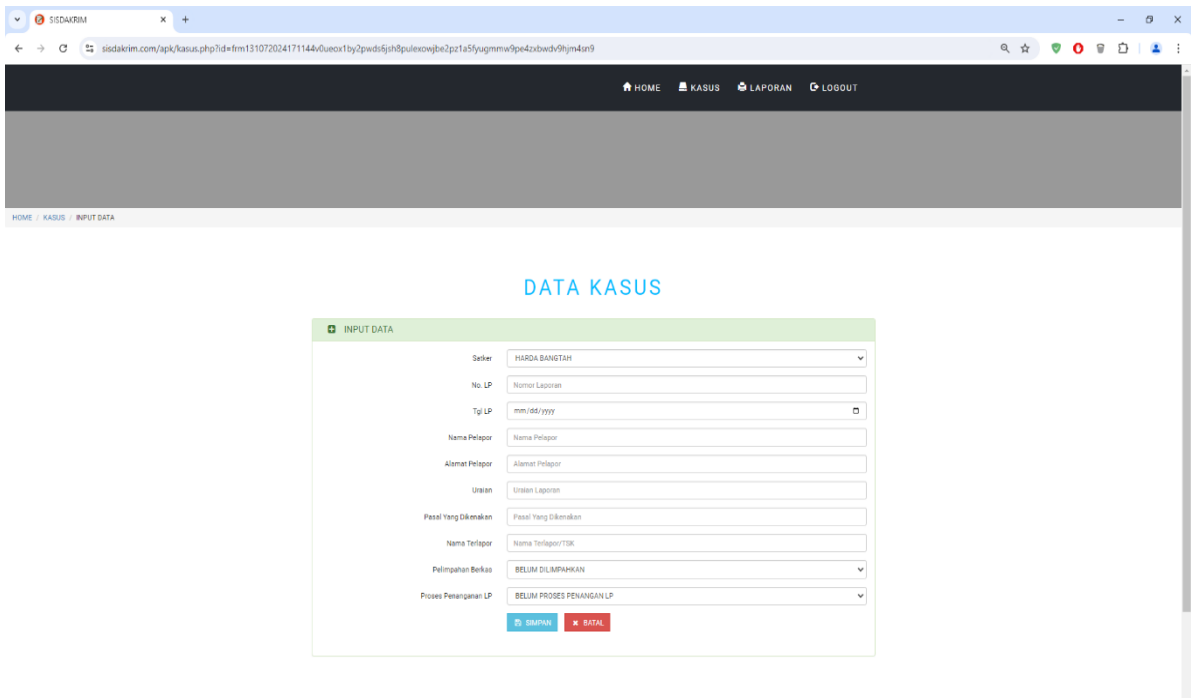 SISDAKRIM
sisdakrim.com/apk/kasus.php?id=frm131072024171144v0ueox1by2pwds6jsh8pulexowjbe2pz1a5fyugmmw9pe4zxbwdv9hjm4sn9
HOME KASUS LAPORAN LOGOUT
HOME / KASUS / INPUT DATA
DATA KASUS
INPUT DATA
Satker HARDA BANGTAH
No. LP Nomor Laporan
Tgl LP mm/dd/yyyy
Nama Pelapor Nama Pelapor
Alamat Pelapor Alamat Pelapor
Uraian Uraian Laporan
Pasal Yang Dikenakan Pasal Yang Dikenakan
Nama Terlapor Nama Terlapor/TSK
Pelimpahan Berkas BELUM DILIMPAHKAN
Proses Penanganan LP BELUM PROSES PENANGAN LP
SIMPAN BATAL